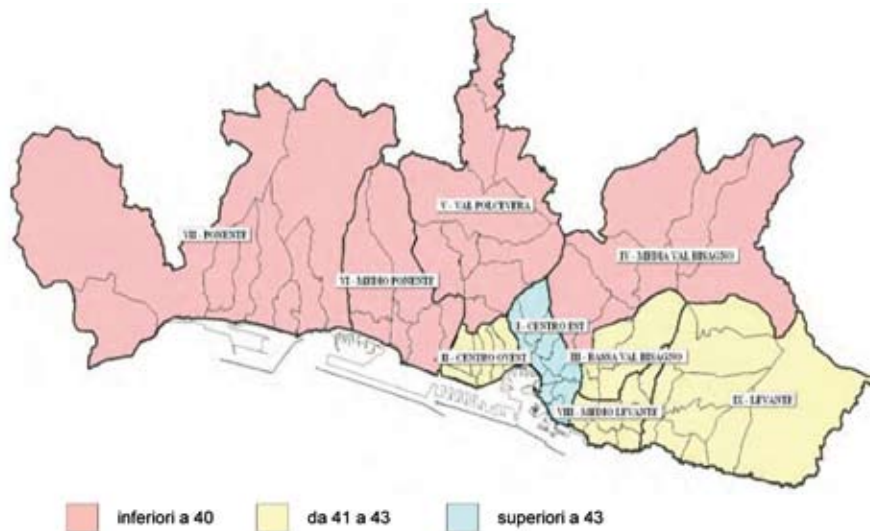 V - VAL POLCEVERA
VII - PONENTE
IV - MEDIA VAL BISAGNO
VI - MEDIO PONENTE
I - CENTRO EST
II - CENTRO OVEST
III - BASSA VAL BISAGNO
IX - LEVANTE
VIII - MEDIO LEVANTE
inferiori a 40
da 41 a 43
superiori a 43